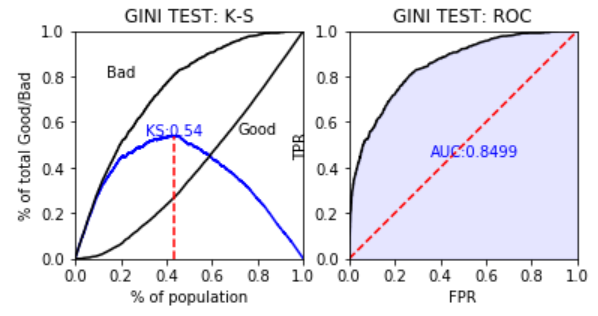 GINI TEST: K-S
1.0
0.8
0.6
0.4
0.2
0.0
% of total Good/Bad
Bad
KS:0.54
Good
0.0 0.2 0.4 0.6 0.8 1.0
% of population
GINI TEST: ROC
1.0
0.8
0.6
0.4
0.2
0.0
TPR
AUC:0.8499
0.0 0.2 0.4 0.6 0.8 1.0
FPR